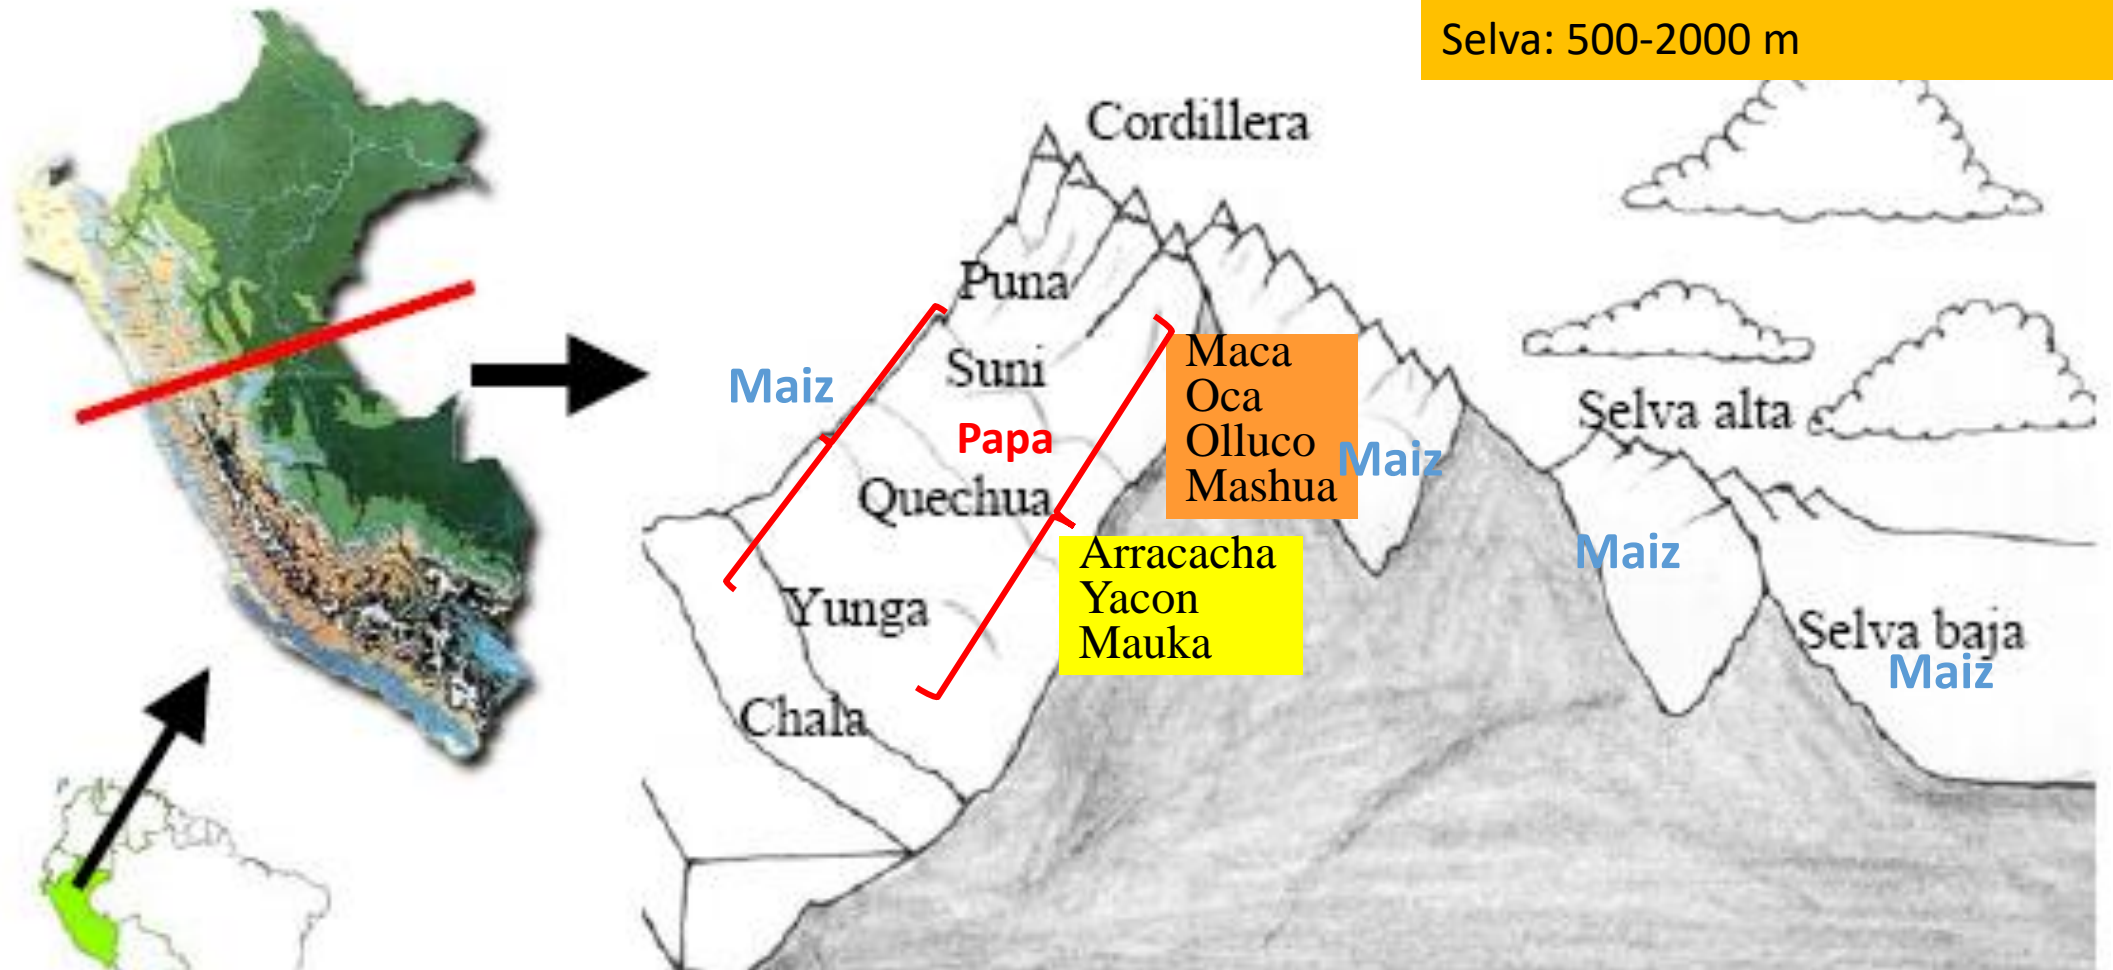 Selva: 500-2000 m
Cordillera
Puna
Suni
Maiz
Papa
Quechua
Maca
Oca
Olluco
Mashua
Maiz
Selva alta
Arracacha
Yacon
Mauka
Maiz
Yunga
Selva baja
Maiz
Chala